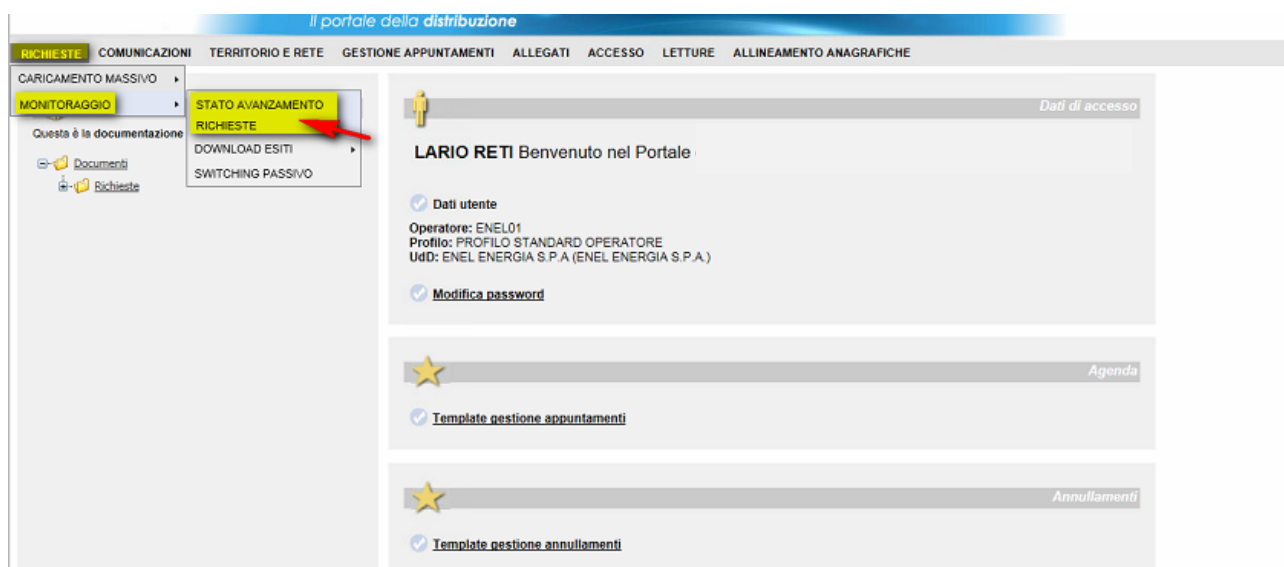 Il portale della distribuzione
RICHIESTE COMUNICAZIONI TERRITORIO E RETE GESTIONE APPUNTAMENTI ALLEGATI ACCESSO LETTURE ALLINEAMENTO ANAGRAFICHE
CARICAMENTO MASSIVO
MONITORAGGIO
STATO AVANZAMENTO
RICHIESTE
DOWNLOAD ESITI
SWITCHING PASSIVO
Questa è la documentazione
Documenti
Richieste
Dati di accesso
LARIO RETI Benvenuto nel Portale
Dati utente
Operatore: ENEL01
Profilo: PROFILO STANDARD OPERATORE
UdD: ENEL ENERGIA S.P.A (ENEL ENERGIA S.P.A.)
Modifica password
Agenda
Template gestione appuntamenti
Annullamenti
Template gestione annullamenti